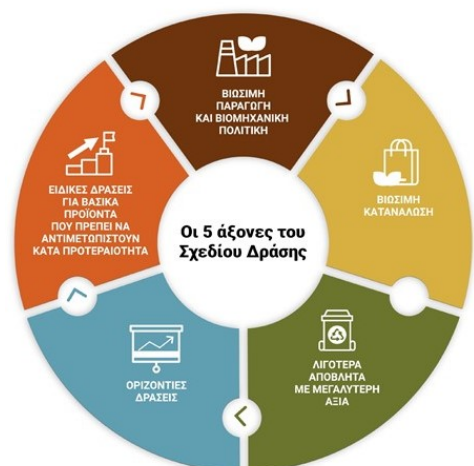 ΒΙΩΣΙΜΗ
ΠΑΡΑΓΩΓΗ
ΚΑΙ ΒΙΟΜΗΧΑΝΙΚΗ
ΠΟΛΙΤΙΚΗ
ΒΙΩΣΙΜΗ
ΚΑΤΑΝΑΛΩΣΗ
ΛΙΓΟΤΕΡΑ
ΑΠΟΒΛΗΤΑ
ΜΕ ΜΕΓΑΛΥΤΕΡΗ
ΑΞΙΑ
ΟΡΙΖΟΝΤΙΕΣ
ΔΡΑΣΕΙΣ
ΕΙΔΙΚΕΣ ΔΡΑΣΕΙΣ
ΓΙΑ ΒΑΣΙΚΑ
ΠΡΟΪΟΝΤΑ
ΠΟΥ ΠΡΕΠΕΙ ΝΑ
ΑΝΤΙΜΕΤΩΠΙΣΤΟΥΝ
ΚΑΤΑ ΠΡΟΤΕΡΑΙΟΤΗΤΑ
Οι 5 άξονες του
Σχεδίου Δράσης